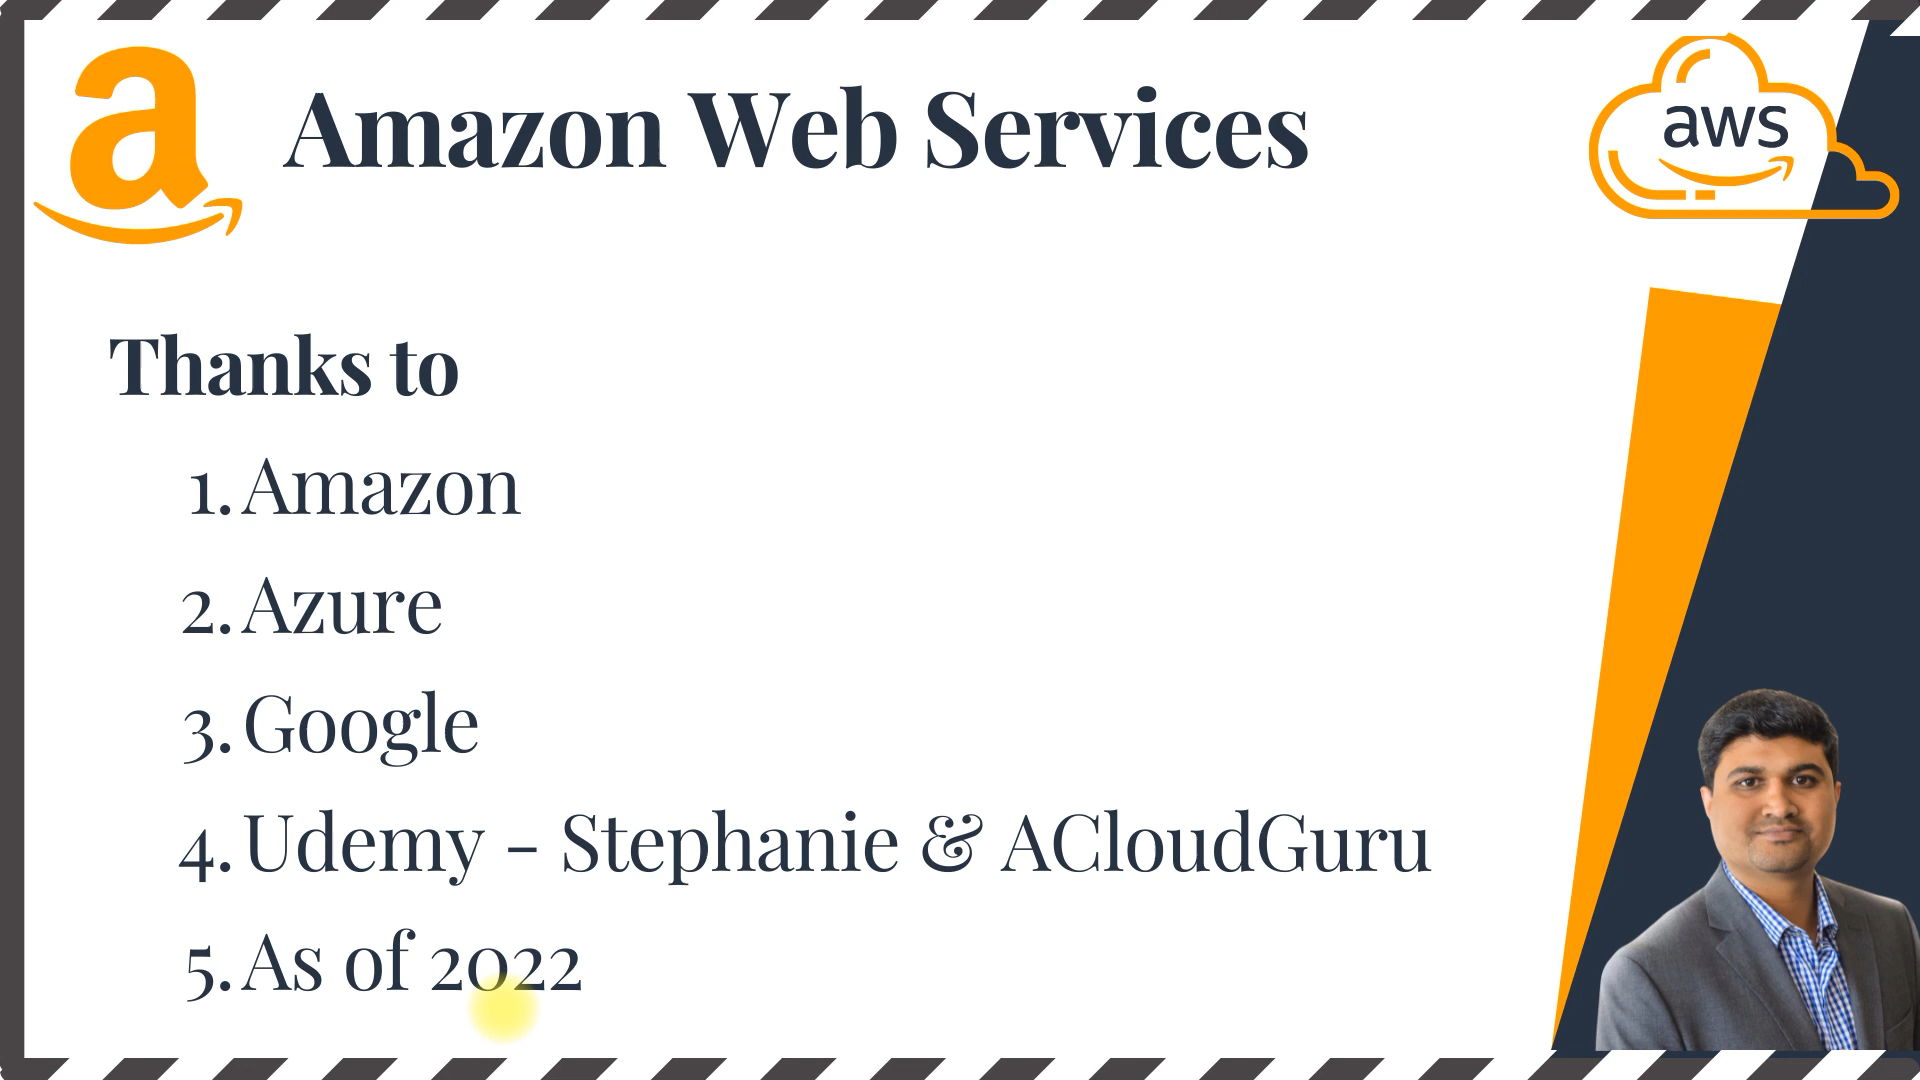 a
Amazon Web Services
aws
Thanks to
1. Amazon
2. Azure
3. Google
4. Udemy - Stephanie & ACloudGuru
5. As of 2022